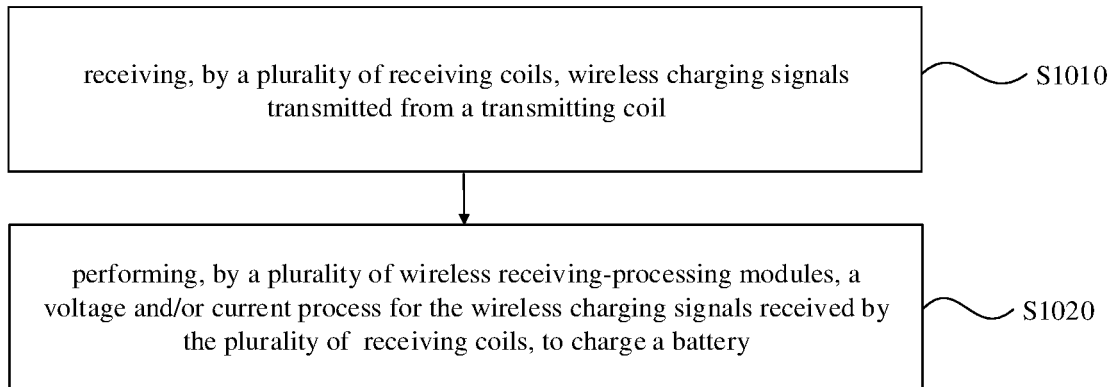 receiving, by a plurality of receiving coils, wireless charging signals
transmitted from a transmitting coil
S1010
performing, by a plurality of wireless receiving-processing modules, a
voltage and/or current process for the wireless charging signals received by
the plurality of receiving coils, to charge a battery
S1020